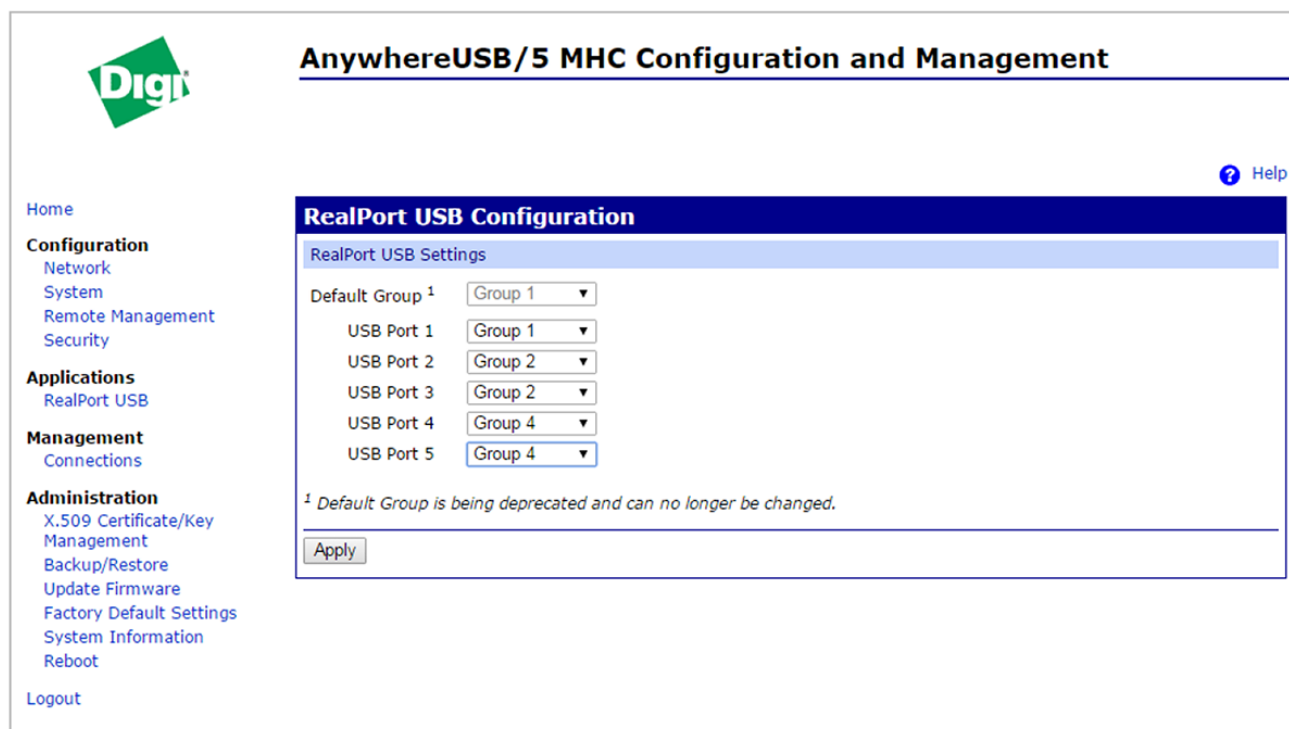 Digi
AnywhereUSB/5 MHC Configuration and Management
Help
Home
Configuration
Network
System
Remote Management
Security
Applications
RealPort USB
Management
Connections
Administration
X.509 Certificate/Key
Management
Backup/Restore
Update Firmware
Factory Default Settings
System Information
Reboot
Logout
RealPort USB Configuration
RealPort USB Settings
Default Group 1 Group 1
USB Port 1 Group 1
USB Port 2 Group 2
USB Port 3 Group 2
USB Port 4 Group 4
USB Port 5 Group 4
1 Default Group is being deprecated and can no longer be changed.
Apply